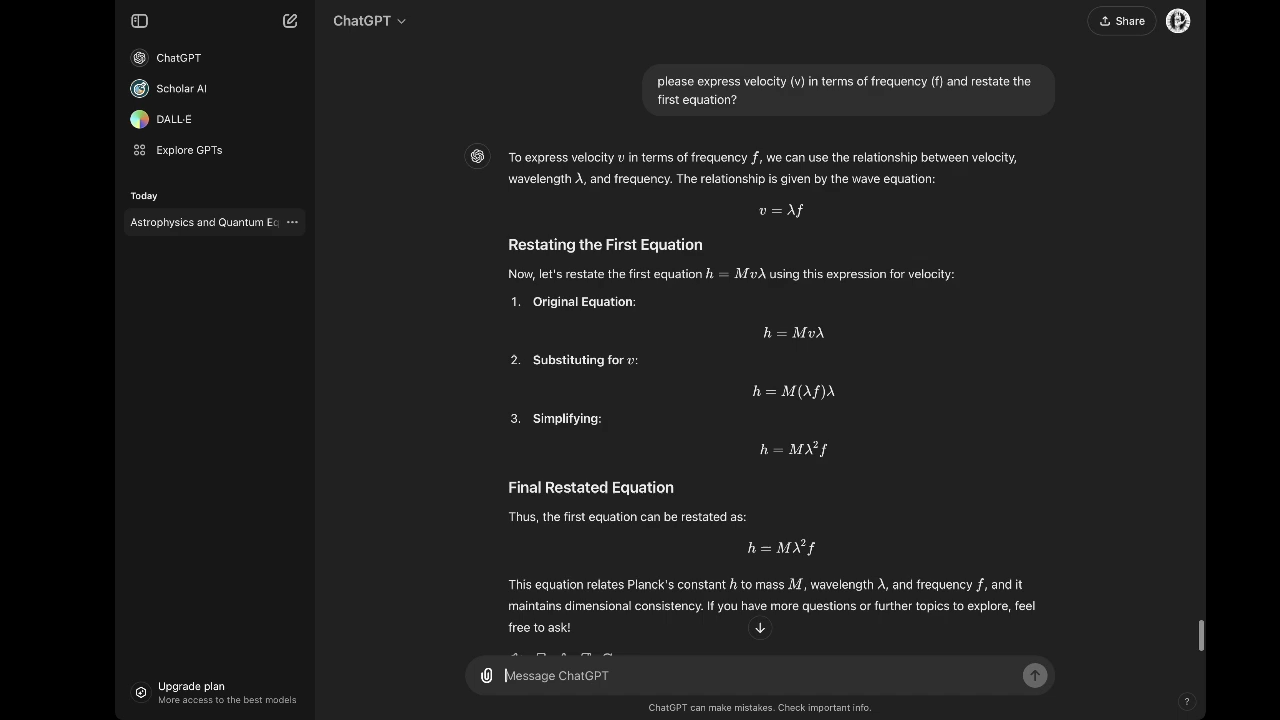 ChatGPT
Share
ChatGPT
Scholar AI
DALL·E
Explore GPTs
Today
Astrophysics and Quantum Eq
please express velocity (v) in terms of frequency (f) and restate the
first equation?
To express velocity v in terms of frequency f, we can use the relationship between velocity,
wavelength λ, and frequency. The relationship is given by the wave equation:
v = λf
Restating the First Equation
Now, let's restate the first equation h = Mvλ using this expression for velocity:
1. Original Equation:
h = Mvλ
2. Substituting for v:
h = M(λf)λ
3. Simplifying:
h = Mλ²f
Final Restated Equation
Thus, the first equation can be restated as:
h = Mλ²f
This equation relates Planck's constant h to mass M, wavelength λ, and frequency f, and it
maintains dimensional consistency. If you have more questions or further topics to explore, feel
free to ask!
Message ChatGPT
Upgrade plan
More access to the best models
ChatGPT can make mistakes. Check important info.
?